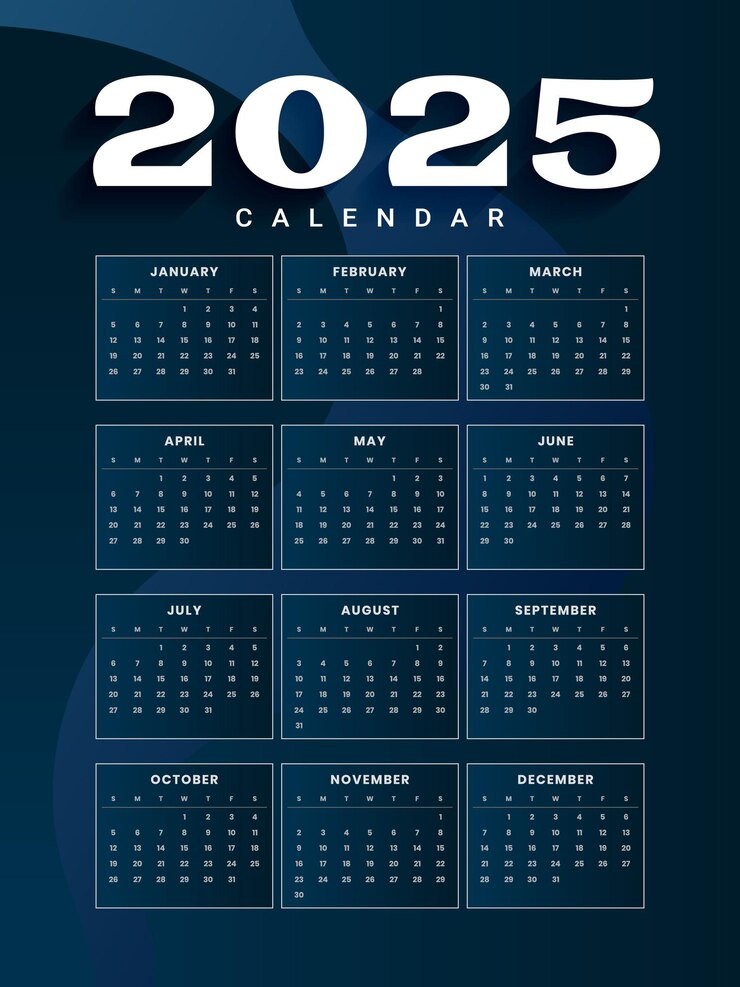 2025
CALENDAR
JANUARY
S M T W T F S
1 2 3 4
5 6 7 8 9 10 11
12 13 14 15 16 17 18
19 20 21 22 23 24 25
26 27 28 29 30 31
FEBRUARY
S M T W T F S
1
2 3 4 5 6 7 8
9 10 11 12 13 14 15
16 17 18 19 20 21 22
23 24 25 26 27 28
MARCH
S M T W T F S
1
2 3 4 5 6 7 8
9 10 11 12 13 14 15
16 17 18 19 20 21 22
23 24 25 26 27 28 29
30 31
APRIL
S M T W T F S
1 2 3 4 5
6 7 8 9 10 11 12
13 14 15 16 17 18 19
20 21 22 23 24 25 26
27 28 29 30
MAY
S M T W T F S
1 2 3
4 5 6 7 8 9 10
11 12 13 14 15 16 17
18 19 20 21 22 23 24
25 26 27 28 29 30 31
JUNE
S M T W T F S
1 2 3 4 5 6 7
8 9 10 11 12 13 14
15 16 17 18 19 20 21
22 23 24 25 26 27 28
29 30
JULY
S M T W T F S
1 2 3 4 5
6 7 8 9 10 11 12
13 14 15 16 17 18 19
20 21 22 23 24 25 26
27 28 29 30 31
AUGUST
S M T W T F S
1 2
3 4 5 6 7 8 9
10 11 12 13 14 15 16
17 18 19 20 21 22 23
24 25 26 27 28 29 30
31
SEPTEMBER
S M T W T F S
1 2 3 4 5 6
7 8 9 10 11 12 13
14 15 16 17 18 19 20
21 22 23 24 25 26 27
28 29 30
OCTOBER
S M T W T F S
1 2 3 4
5 6 7 8 9 10 11
12 13 14 15 16 17 18
19 20 21 22 23 24 25
26 27 28 29 30 31
NOVEMBER
S M T W T F S
1
2 3 4 5 6 7 8
9 10 11 12 13 14 15
16 17 18 19 20 21 22
23 24 25 26 27 28 29
30
DECEMBER
S M T W T F S
1 2 3 4 5 6
7 8 9 10 11 12 13
14 15 16 17 18 19 20
21 22 23 24 25 26 27
28 29 30 31